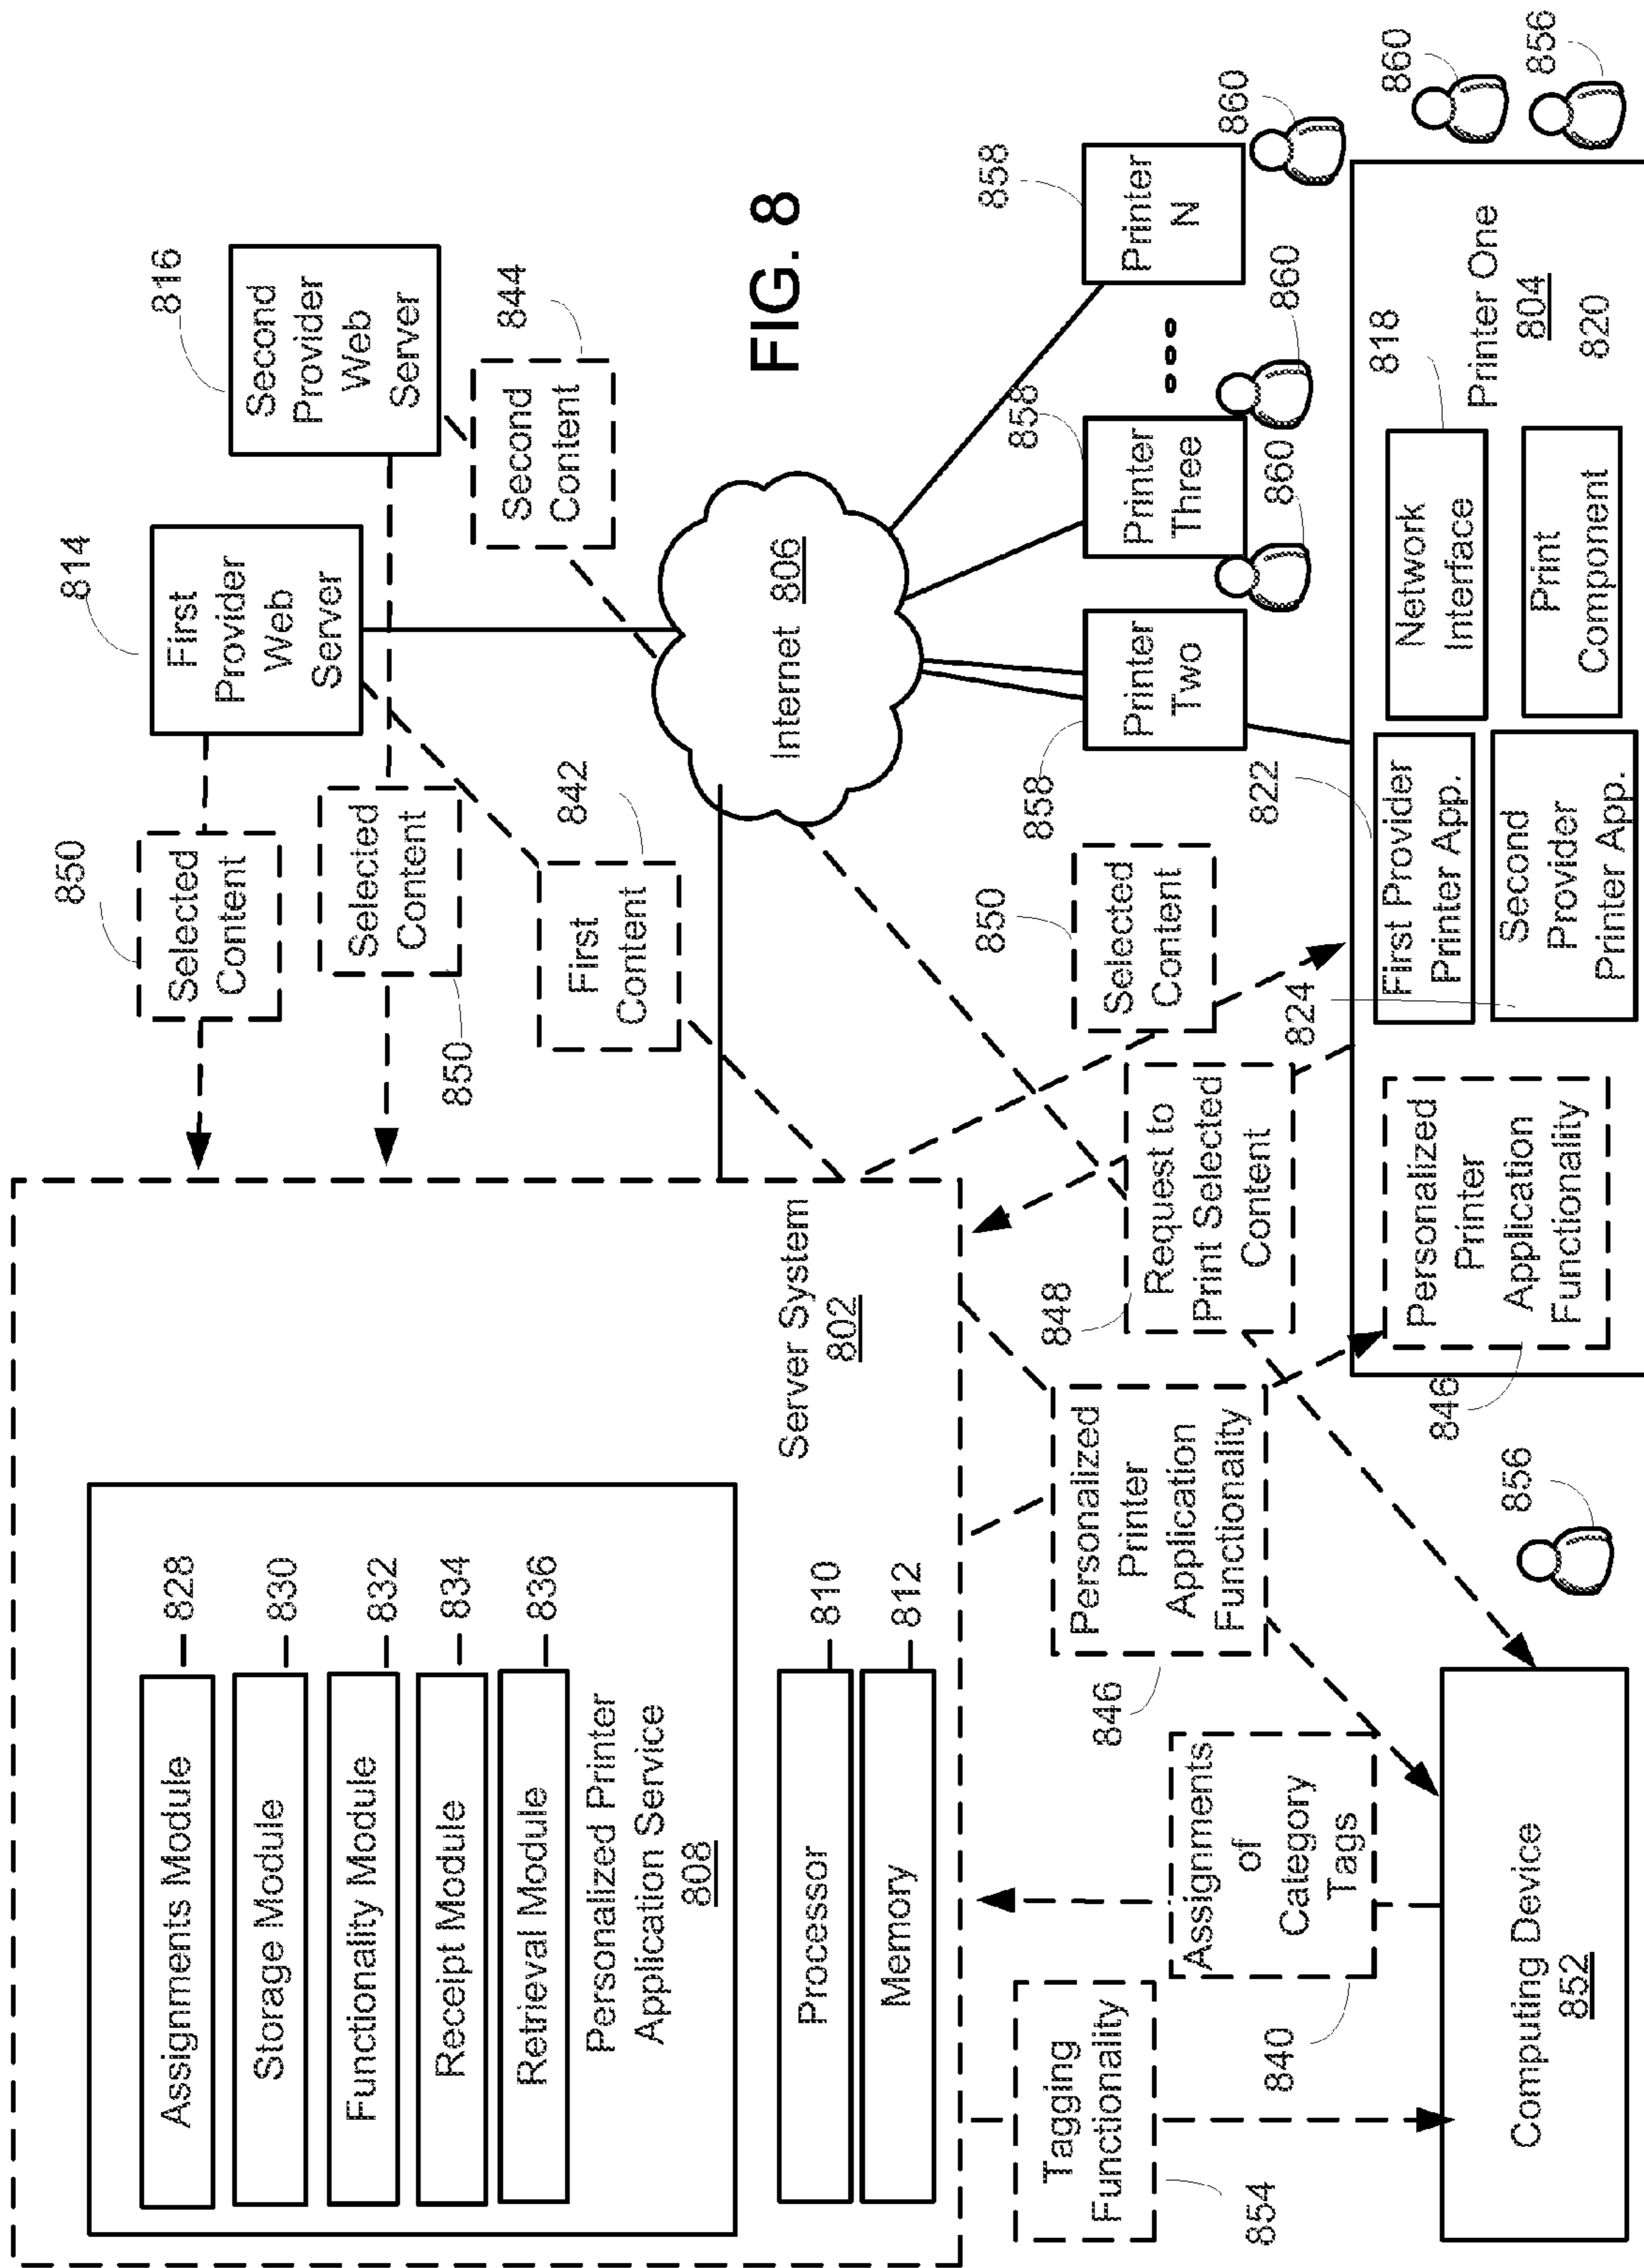 Assignments Module
828
Storage Module
830
Functionality Module
832
Receipt Module
834
Retrieval Module
836
Personalized Printer
Application Service
808
Processor
810
Memory
812
Server System
802
850
Selected
Content
Selected
Content
850
814
First
Provider
Web
Server
816
Second
Provider
Web
Server
First
Content
842
Second
Content
844
Internet 806
FIG. 8
Tagging
Functionality
854
Assignments
of
Category
Tags
840
Personalized
Printer
Application
Functionality
846
848
Request to
Print Selected
Content
850
Selected
Content
858
Printer
Two
860
858
Printer
Three
860
858
Printer
N
860
Computing Device
852
856
846
Personalized
Printer
Application
Functionality
822
First Provider
Printer App.
824
Second
Provider
Printer App.
818
Network
Interface
Print
Component
820
Printer One
804
860
856